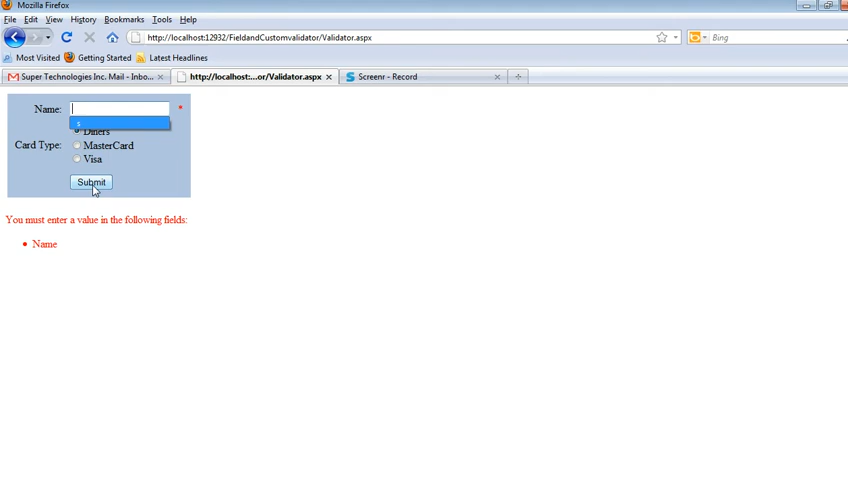 Mozilla Firefox
File Edit View History Bookmarks Tools Help
http://localhost:12932/FieldandCustomvalidator/Validator.aspx
Bing
Most Visited Getting Started Latest Headlines
Super Technologies Inc. Mail - Inbo... http://localhost:...or/Validator.aspx Screenr - Record
Name: *
s
Diners
Card Type: MasterCard
Visa
Submit
You must enter a value in the following fields:
• Name